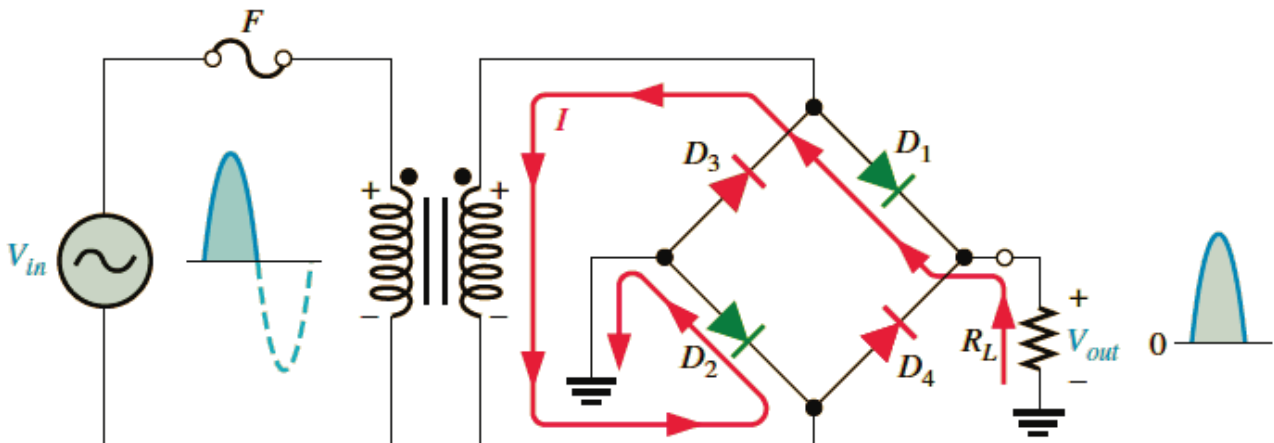 F
I
D3
D1
+
+
Vin
+
−
−
D2
D4
RL
Vout
0
−